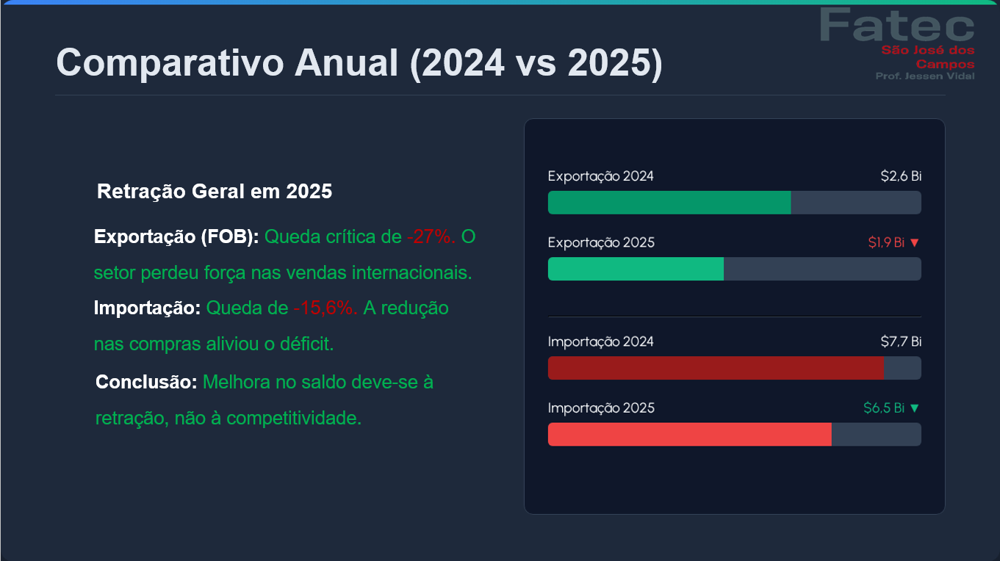 Fatec
São José dos
Campos
Prof. Jessen Vidal
Comparativo Anual (2024 vs 2025)
Retração Geral em 2025
Exportação (FOB): Queda crítica de -27%. O
setor perdeu força nas vendas internacionais.
Importação: Queda de -15,6%. A redução
nas compras aliviou o déficit.
Conclusão: Melhora no saldo deve-se à
retração, não à competitividade.
Exportação 2024 $2,6 Bi
Exportação 2025 $1,9 Bi ▼
Importação 2024 $7,7 Bi
Importação 2025 $6,5 Bi ▼